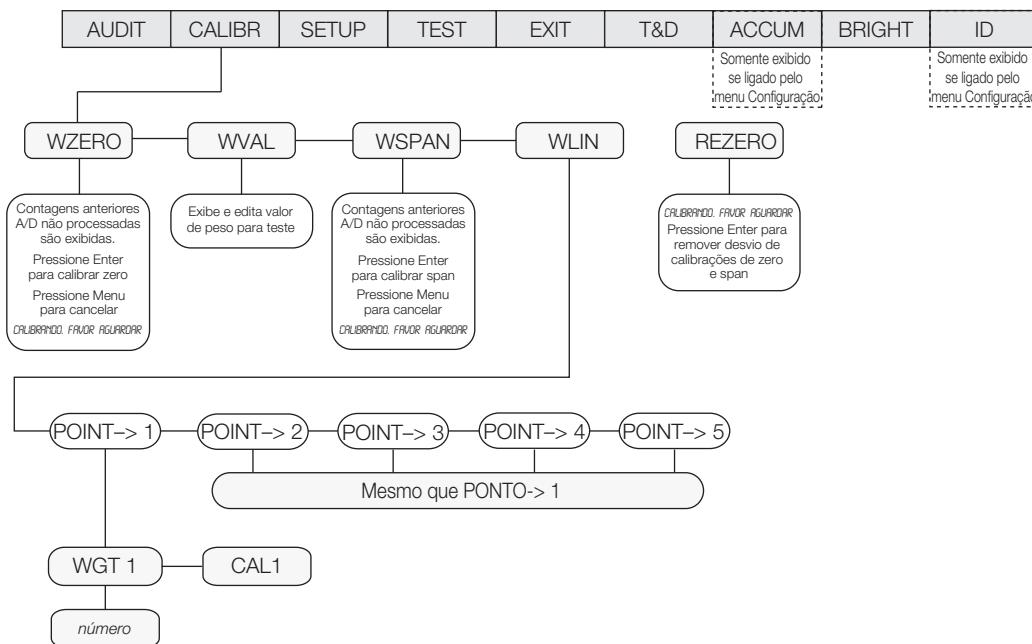 AUDIT CALIBR SETUP TEST EXIT T&D ACCUM BRIGHT ID
Somente exibido
se ligado pelo
menu Configuração
Somente exibido
se ligado pelo
menu Configuração
WZERO WVAL WSPAN WLIN REZERO
Contagens anteriores
A/D não processadas
são exibidas.
Pressione Enter
para calibrar zero
Pressione Menu
para cancelar
CALIBRANDO. FAVOR AGUARDAR
Exibe e edita valor
de peso para teste
Contagens anteriores
A/D não processadas
são exibidas.
Pressione Enter
para calibrar span
Pressione Menu
para cancelar
CALIBRANDO. FAVOR AGUARDAR
CALIBRANDO. FAVOR AGUARDAR
Pressione Enter para
remover desvio de
calibrações de zero
e span
POINT–> 1 POINT–> 2 POINT–> 3 POINT–> 4 POINT–> 5
Mesmo que PONTO-> 1
WGT 1 CAL1
número